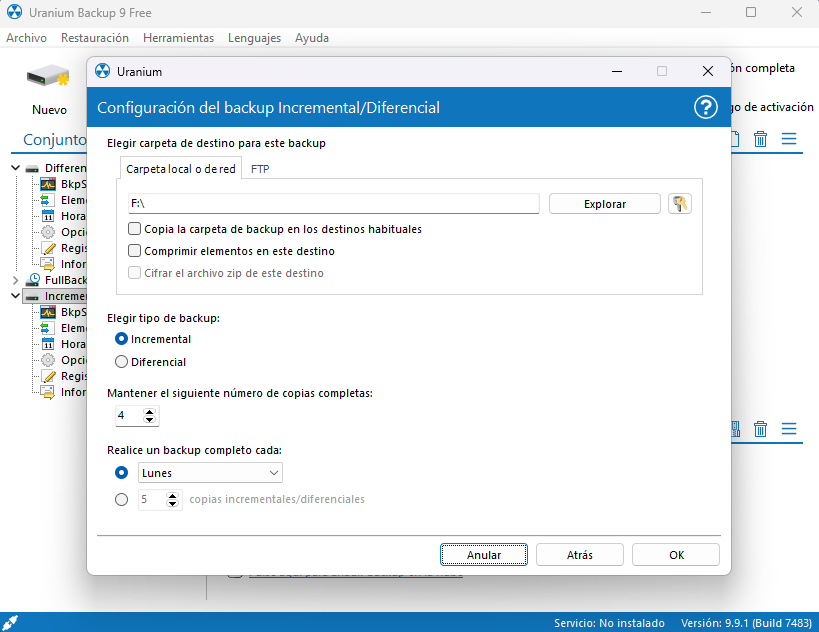 Uranium Backup 9 Free
Archivo Restauración Herramientas Lenguajes Ayuda
Nuevo
ón completa
go de activación
Conjunto
Differen
BkpS
Eleme
Hora
Opci
Regis
Infor
FullBack
Increme
BkpS
Eleme
Hora
Opci
Regis
Infor
Uranium
Configuración del backup Incremental/Diferencial
?
Elegir carpeta de destino para este backup
Carpeta local o de red FTP
F:\ Explorar
Copia la carpeta de backup en los destinos habituales
Comprimir elementos en este destino
Cifrar el archivo zip de este destino
Elegir tipo de backup:
Incremental
Diferencial
Mantener el siguiente número de copias completas:
4
Realice un backup completo cada:
Lunes
5 copias incrementales/diferenciales
Anular Atrás OK
Servicio: No instalado Versión: 9.9.1 (Build 7483)